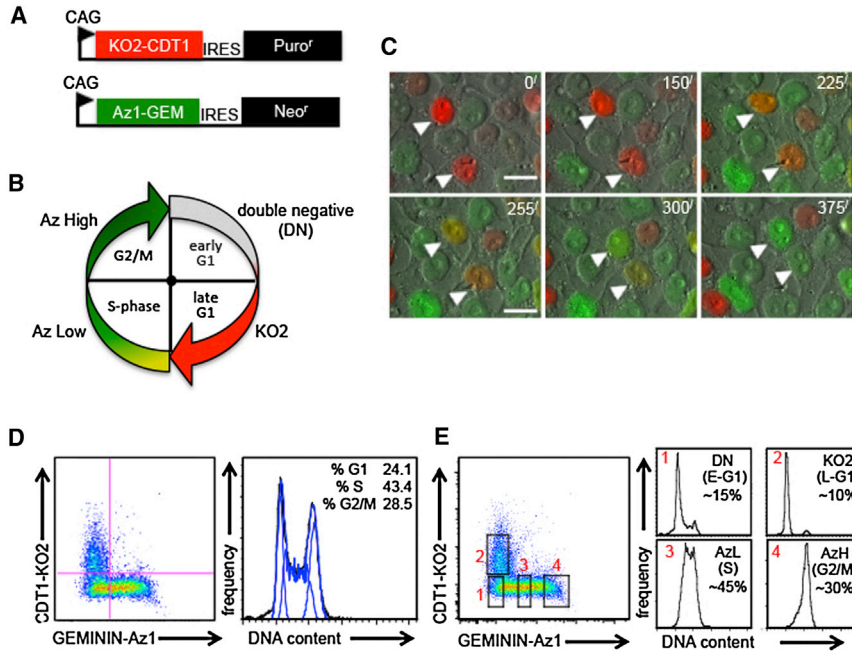 A
CAG
KO2-CDT1
IRES
Puroʳ
CAG
Az1-GEM
IRES
Neoʳ
B
Az High
double negative
(DN)
G2/M
early
G1
S-phase
late
G1
Az Low
KO2
C
0′
150′
225′
255′
300′
375′
D
CDT1-KO2
GEMININ-Az1
frequency
% G1 24.1
% S 43.4
% G2/M 28.5
DNA content
E
CDT1-KO2
2
3
4
1
GEMININ-Az1
frequency
1
DN
(E-G1)
~15%
2
KO2
(L-G1
~10%
3
AzL
(S)
~45%
4
AzH
(G2/M
~30%
DNA content